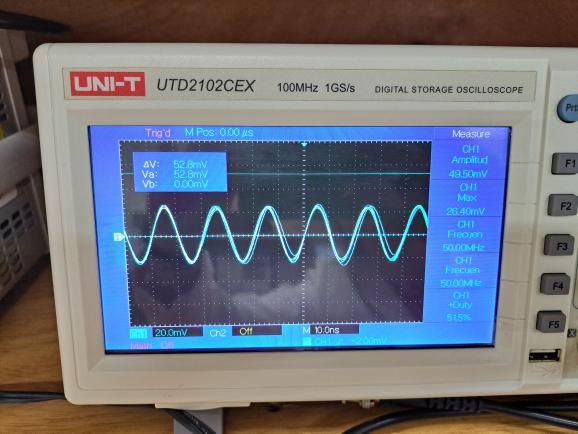 UNI-T UTD2102CEX 100MHz 1GS/s DIGITAL STORAGE OSCILLOSCOPE
Trig'd M Pos: 0.00 µs Measure
ΔV: 52.8mV
Va: 52.8mV
Vb: 0.00mV
CH1
Amplitud
49.50mV
CH1
Max
26.40mV
CH1
Frecuen
50.00MHz
CH1
Frecuen
50.00MHz
CH1
+Duty
51.5%
CH1 20.0mV Ch2 Off M 10.0ns
Math Off CH1 -2.00mV
F1
F2
F3
F4
F5